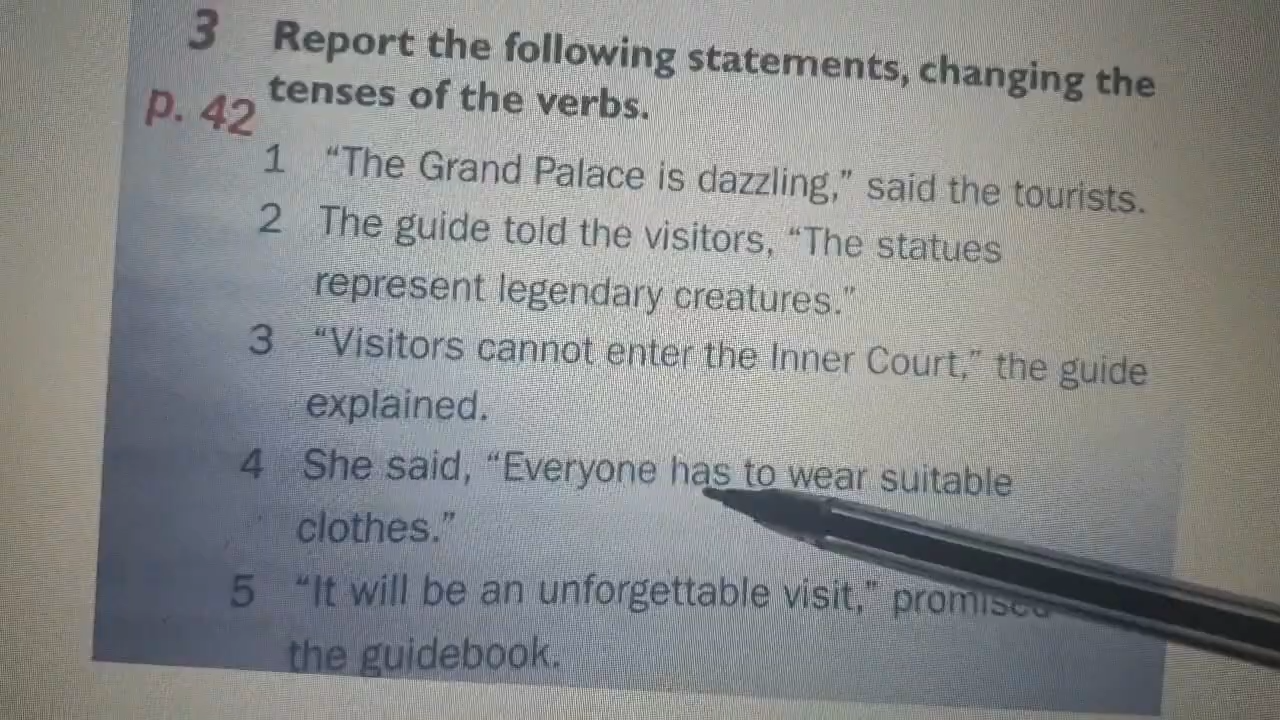 3 Report the following statements, changing the
tenses of the verbs.
p. 42
1 “The Grand Palace is dazzling,” said the tourists.
2 The guide told the visitors, “The statues
represent legendary creatures.”
3 “Visitors cannot enter the Inner Court,” the guide
explained.
4 She said, “Everyone has to wear suitable
clothes.”
5 “It will be an unforgettable visit,” promised
the guidebook.